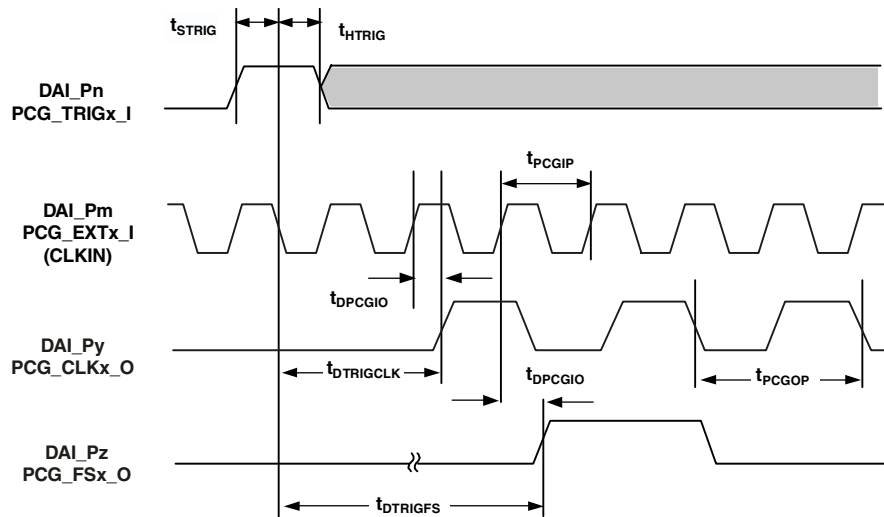 tSTRIG
tHTRIG
DAI_Pn
PCG_TRIGx_I
tPCGIP
DAI_Pm
PCG_EXTx_I
(CLKIN)
tDPCGIO
DAI_Py
PCG_CLKx_O
tDTRIGCLK
tDPCGIO
tPCGOP
DAI_Pz
PCG_FSx_O
tDTRIGFS